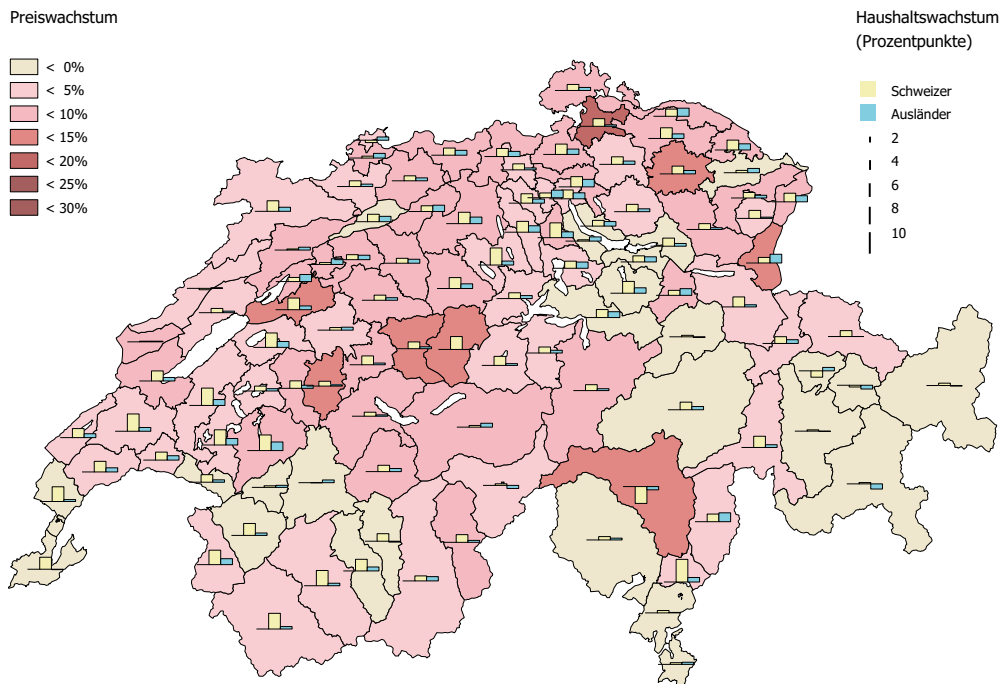 Preiswachstum
< 0%
< 5%
< 10%
< 15%
< 20%
< 25%
< 30%
Haushaltswachstum
(Prozentpunkte)
Schweizer
Ausländer
2
4
6
8
10